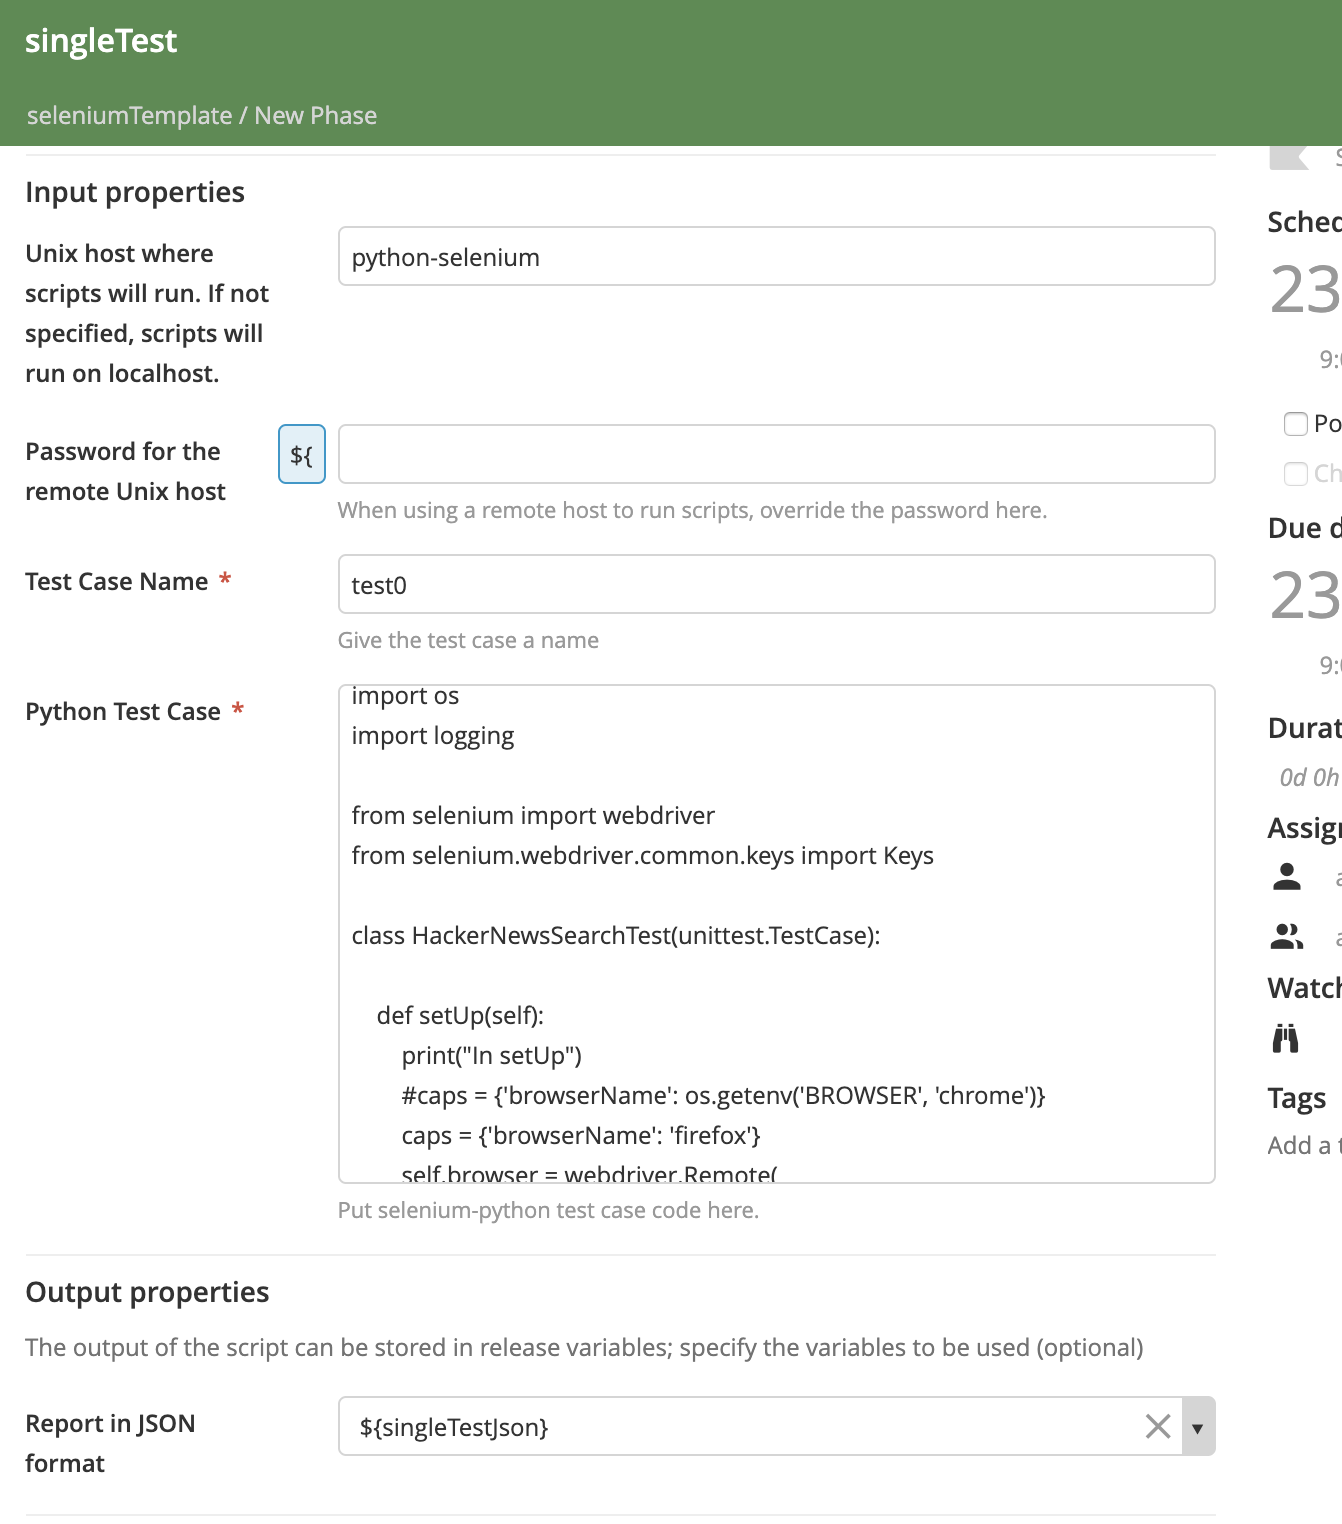 singleTest
seleniumTemplate / New Phase
Input properties
Unix host where
scripts will run. If not
specified, scripts will
run on localhost.
python-selenium
Password for the
remote Unix host
${
When using a remote host to run scripts, override the password here.
Test Case Name *
test0
Give the test case a name
Python Test Case *
import os
import logging
from selenium import webdriver
from selenium.webdriver.common.keys import Keys
class HackerNewsSearchTest(unittest.TestCase):
def setUp(self):
print("In setUp")
#caps = {'browserName': os.getenv('BROWSER', 'chrome')}
caps = {'browserName': 'firefox'}
self.browser = webdriver.Remote(
Put selenium-python test case code here.
Output properties
The output of the script can be stored in release variables; specify the variables to be used (optional)
Report in JSON
format
${singleTestJson}
Sched
23
9:
Po
Ch
Due d
23
9:
Durat
0d 0h
Assig
Watch
Tags
Add a t